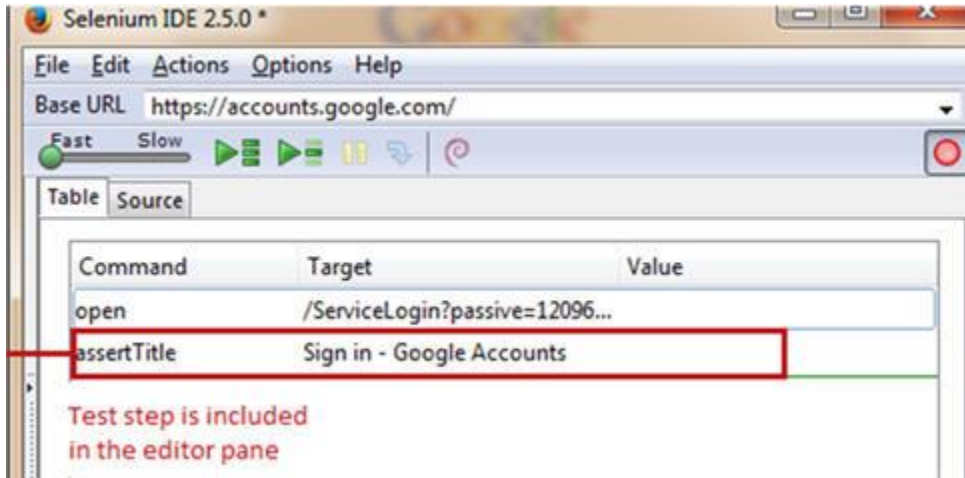 Selenium IDE 2.5.0 *
File Edit Actions Options Help
Base URL https://accounts.google.com/
Fast Slow
Table Source
Command Target Value
open /ServiceLogin?passive=12096...
assertTitle Sign in - Google Accounts
Test step is included
in the editor pane